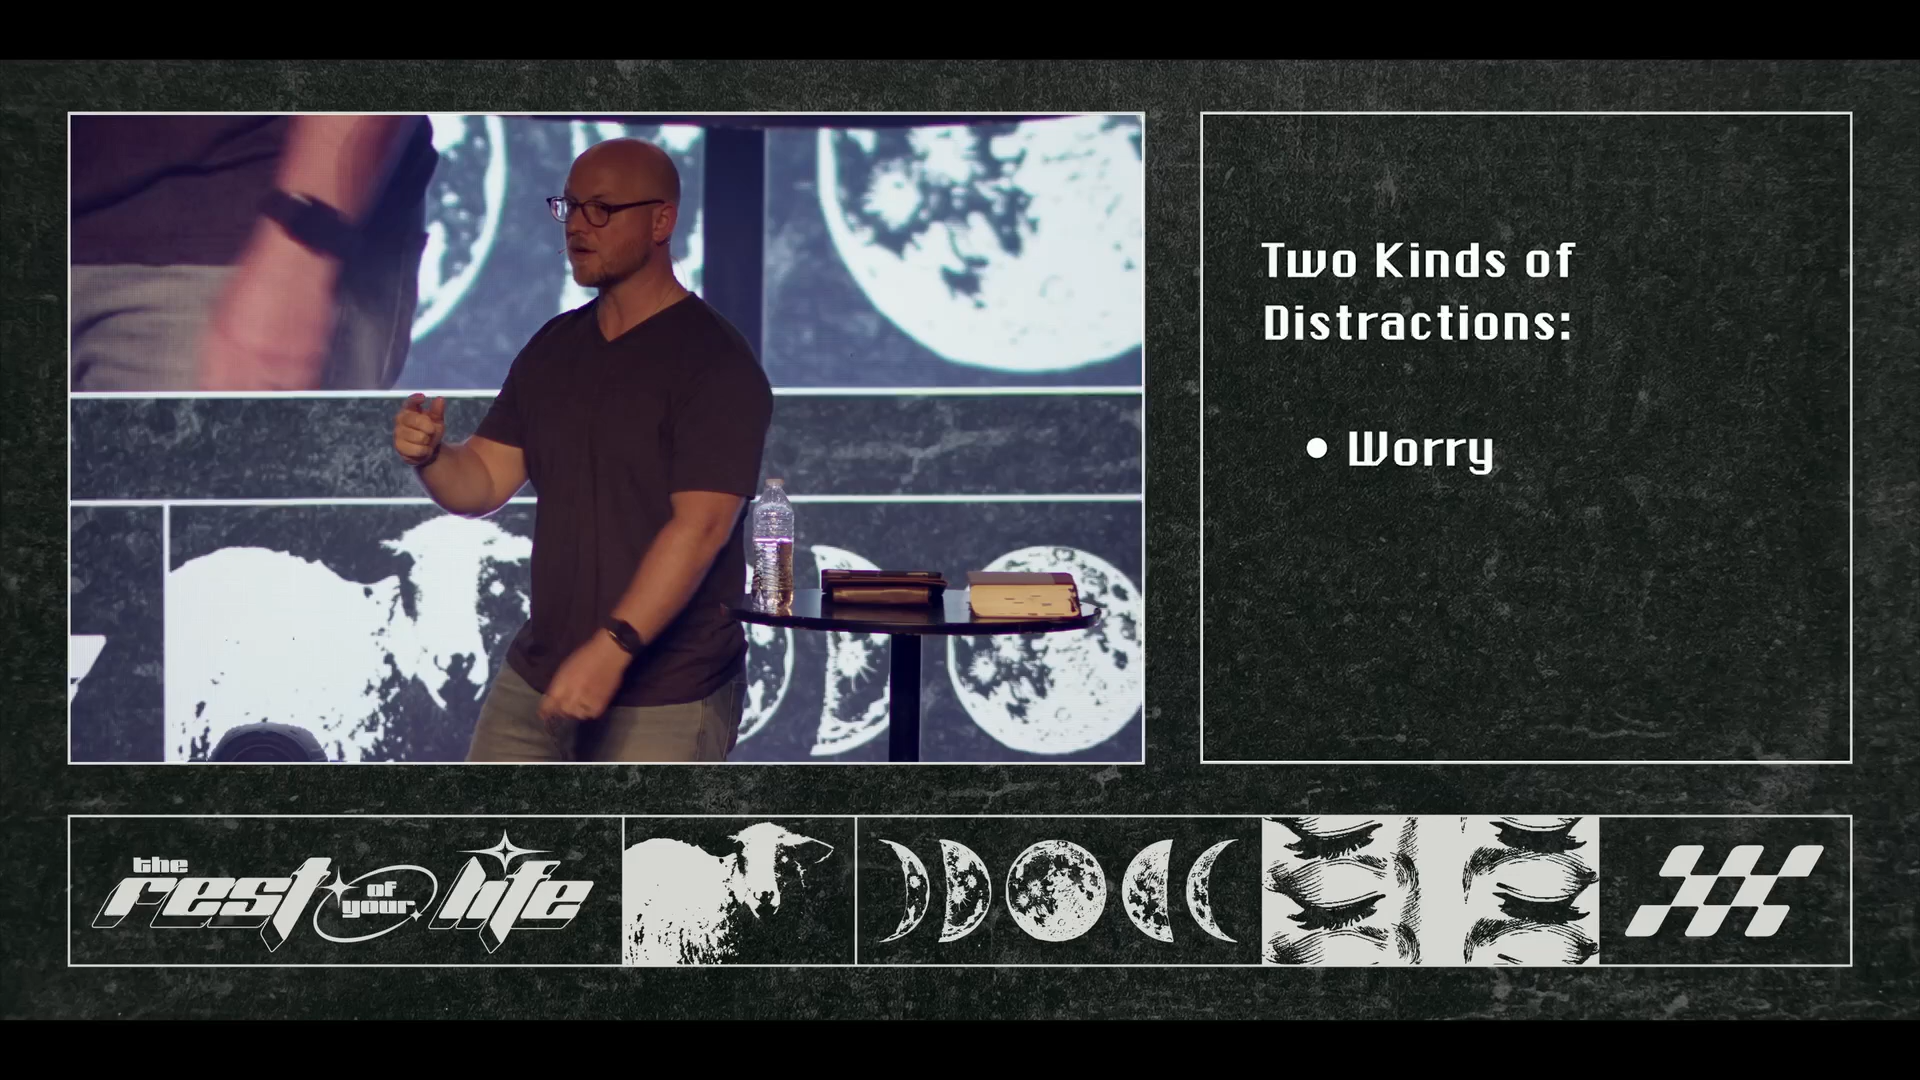 Two Kinds of
Distractions:
• Worry
the
rest of your life